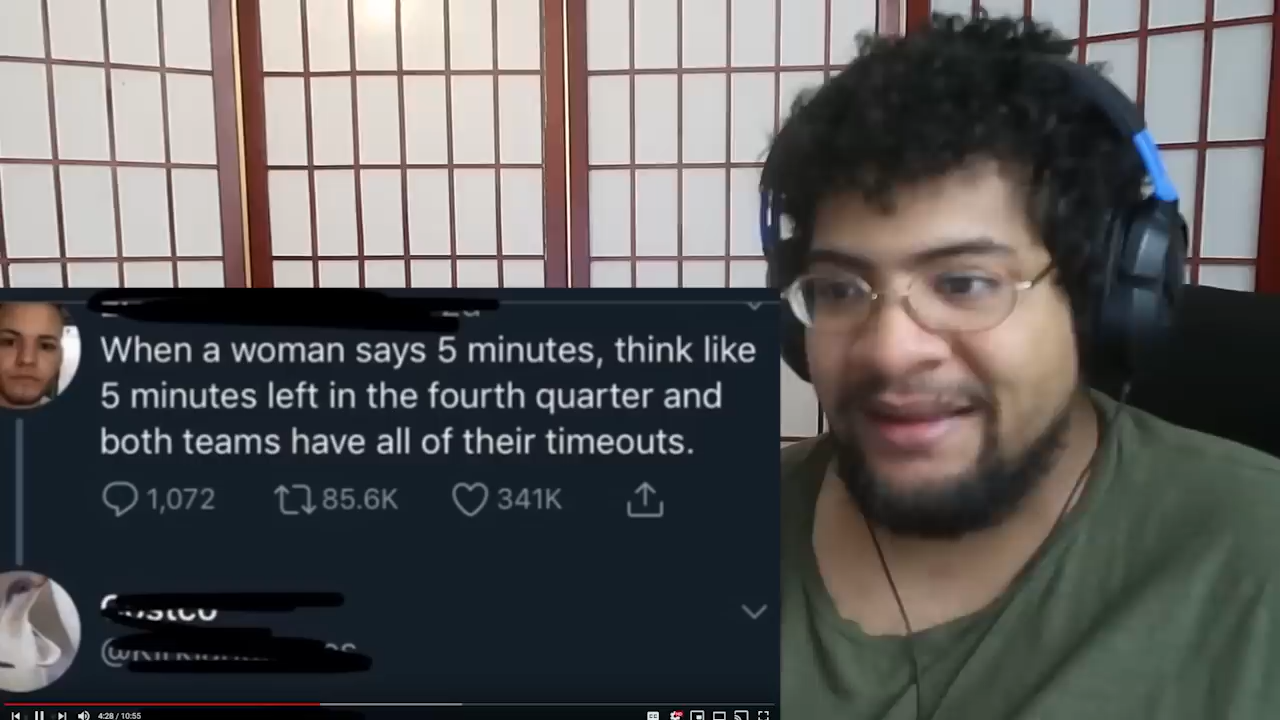 When a woman says 5 minutes, think like
5 minutes left in the fourth quarter and
both teams have all of their timeouts.
1,072 85.6K 341K
4:28 / 10:55